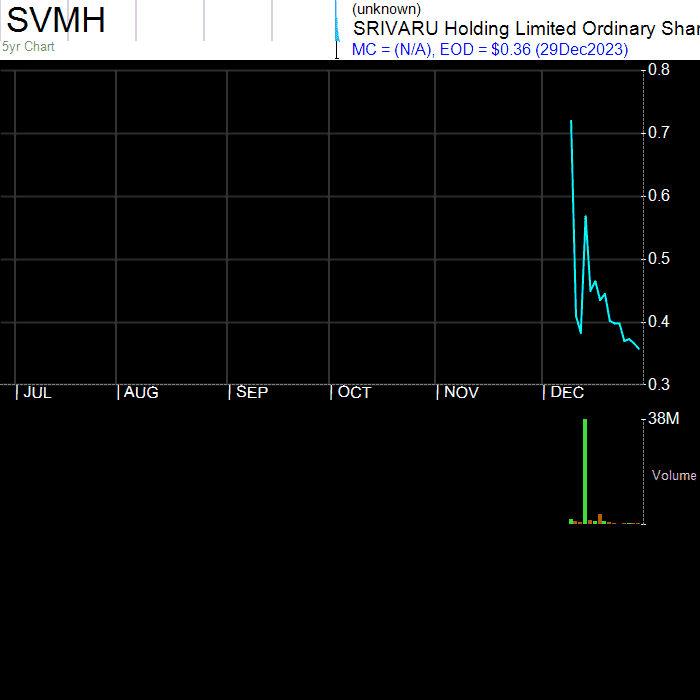 SVMH
5yr Chart
(unknown)
SRIVARU Holding Limited Ordinary Shar
MC = (N/A), EOD = $0.36 (29Dec2023)
0.8
0.7
0.6
0.5
0.4
0.3
| JUL | AUG | SEP | OCT | NOV | DEC
38M
Volume